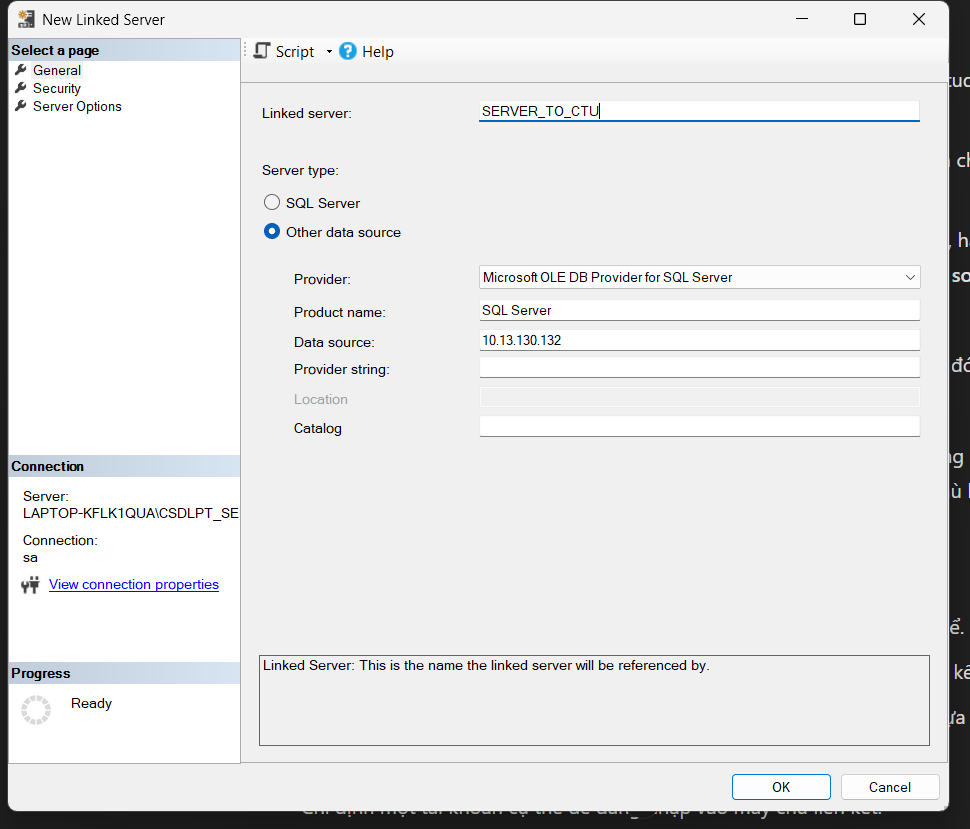 New Linked Server
Select a page
General
Security
Server Options
Script
Help
Linked server:
SERVER_TO_CTU
Server type:
SQL Server
Other data source
Provider:
Microsoft OLE DB Provider for SQL Server
Product name:
SQL Server
Data source:
10.13.130.132
Provider string:
Location
Catalog
Connection
Server:
LAPTOP-KFLK1QUA\CSDLPT_SE
Connection:
sa
View connection properties
Progress
Ready
Linked Server: This is the name the linked server will be referenced by.
OK
Cancel